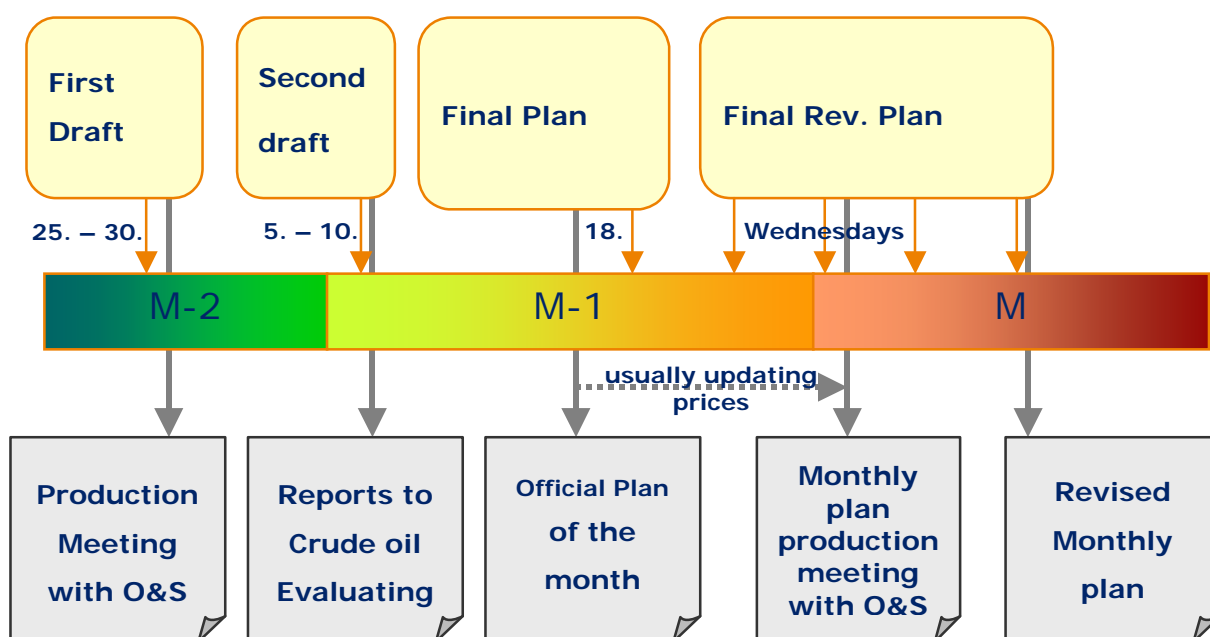 First
Draft
Second
draft
Final Plan
Final Rev. Plan
25. – 30.
5. – 10.
18.
Wednesdays
M-2
M-1
M
usually updating
prices
Production
Meeting
with O&S
Reports to
Crude oil
Evaluating
Official Plan
of the
month
Monthly
plan
production
meeting
with O&S
Revised
Monthly
plan